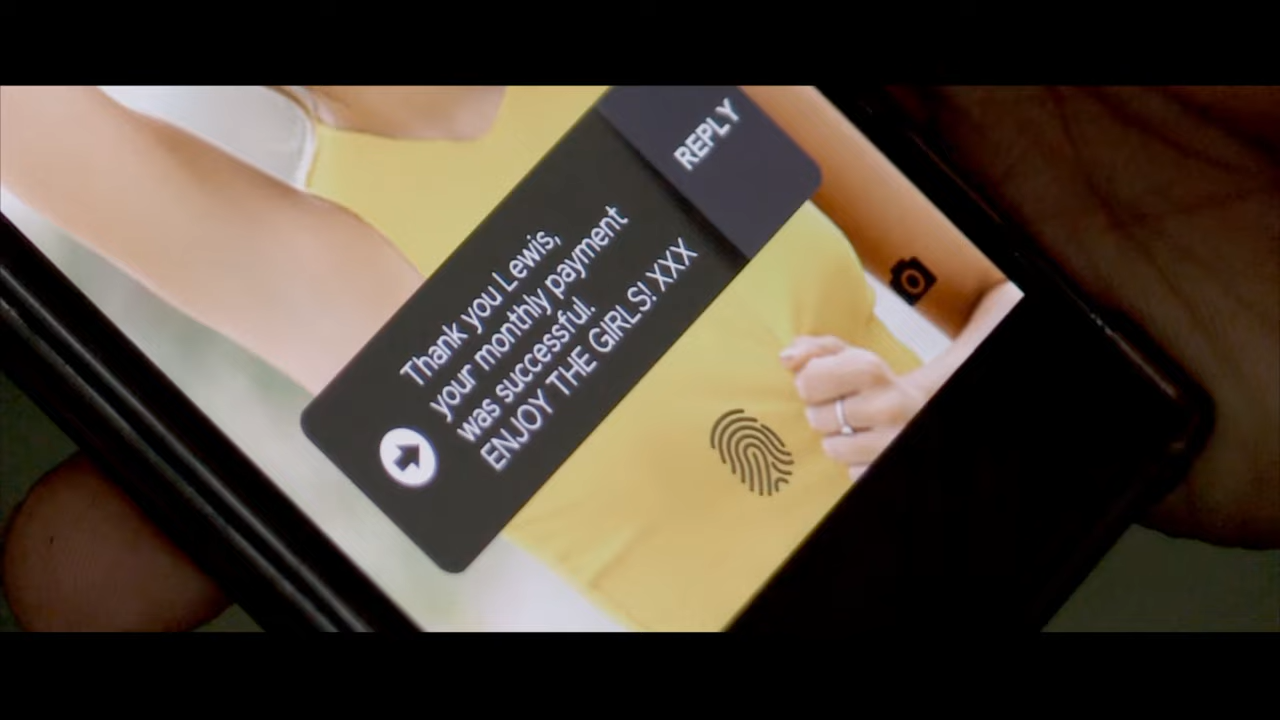 Thank you Lewis,
your monthly payment
was successful.
ENJOY THE GIRLS! XXX
REPLY